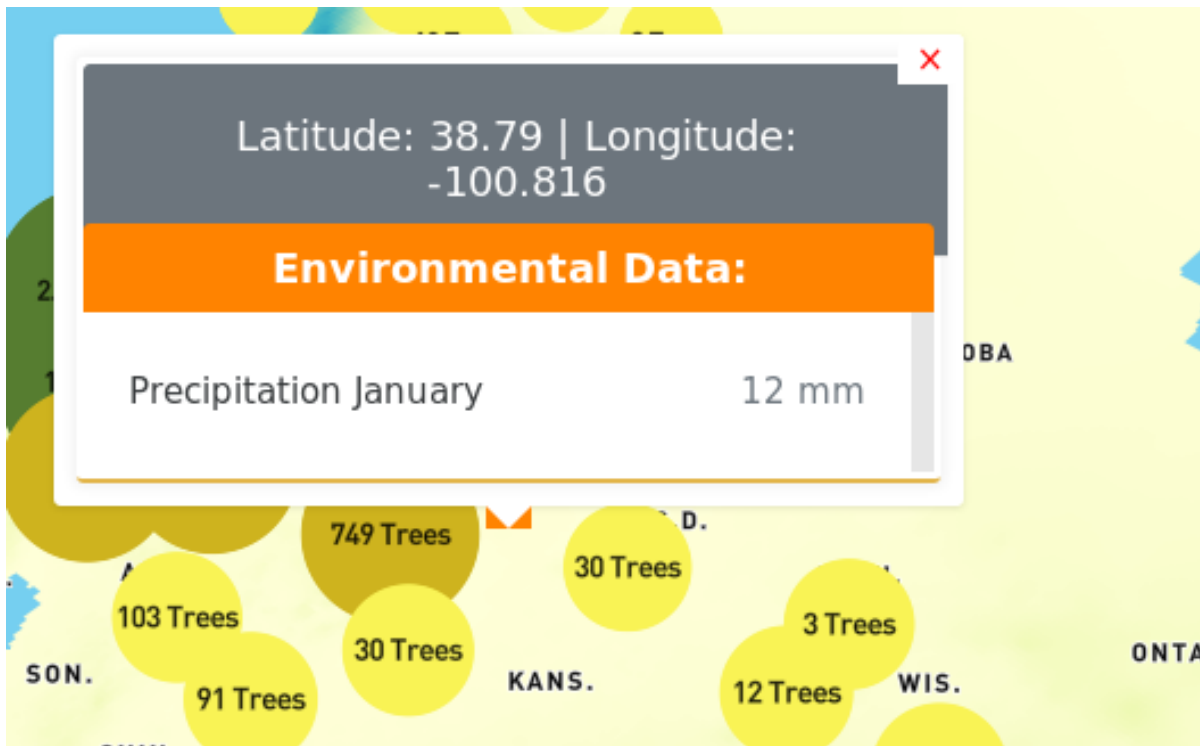 Latitude: 38.79 | Longitude:
-100.816
Environmental Data:
Precipitation January
12 mm
OBA
749 Trees
.D.
30 Trees
103 Trees
3 Trees
30 Trees
ONTA
SON.
KANS.
WIS.
91 Trees
12 Trees